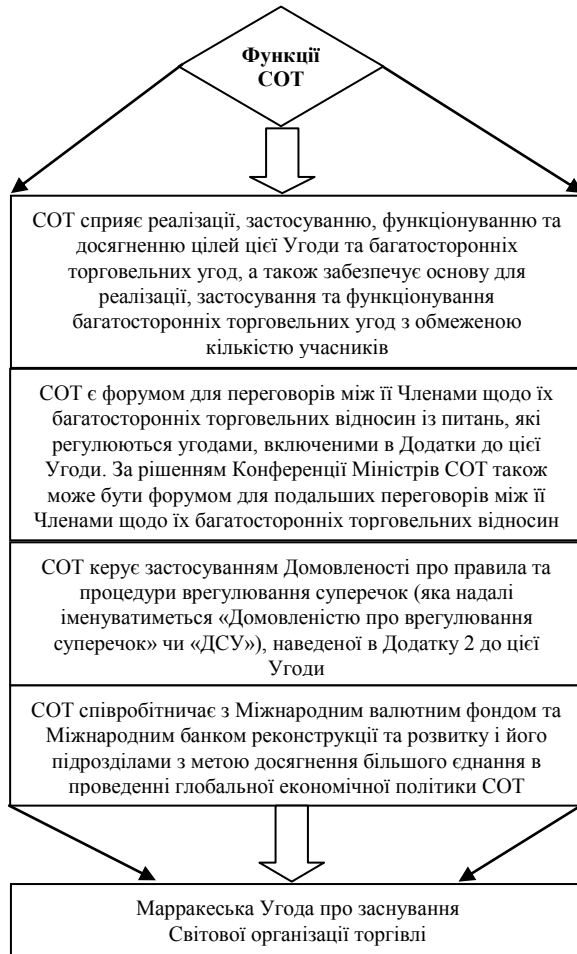 Функції
СОТ
СОТ сприяє реалізації, застосуванню, функціонуванню та
досягненню цілей цієї Угоди та багатосторонніх
торговельних угод, а також забезпечує основу для
реалізації, застосування та функціонування
багатосторонніх торговельних угод з обмеженою
кількістю учасників
СОТ є форумом для переговорів між її Членами щодо їх
багатосторонніх торговельних відносин із питань, які
регулюються угодами, включеними в Додатки до цієї
Угоди. За рішенням Конференції Міністрів СОТ також
може бути форумом для подальших переговорів між її
Членами щодо їх багатосторонніх торговельних відносин
СОТ керує застосуванням Домовленості про правила та
процедури врегулювання суперечок (яка надалі
іменуватиметься «Домовленістю про врегулювання
суперечок» чи «ДСУ»), наведеної в Додатку 2 до цієї
Угоди
СОТ співробітничає з Міжнародним валютним фондом та
Міжнародним банком реконструкції та розвитку і його
підрозділами з метою досягнення більшого єднання в
проведенні глобальної економічної політики СОТ
Марракеська Угода про заснування
Світової організації торгівлі